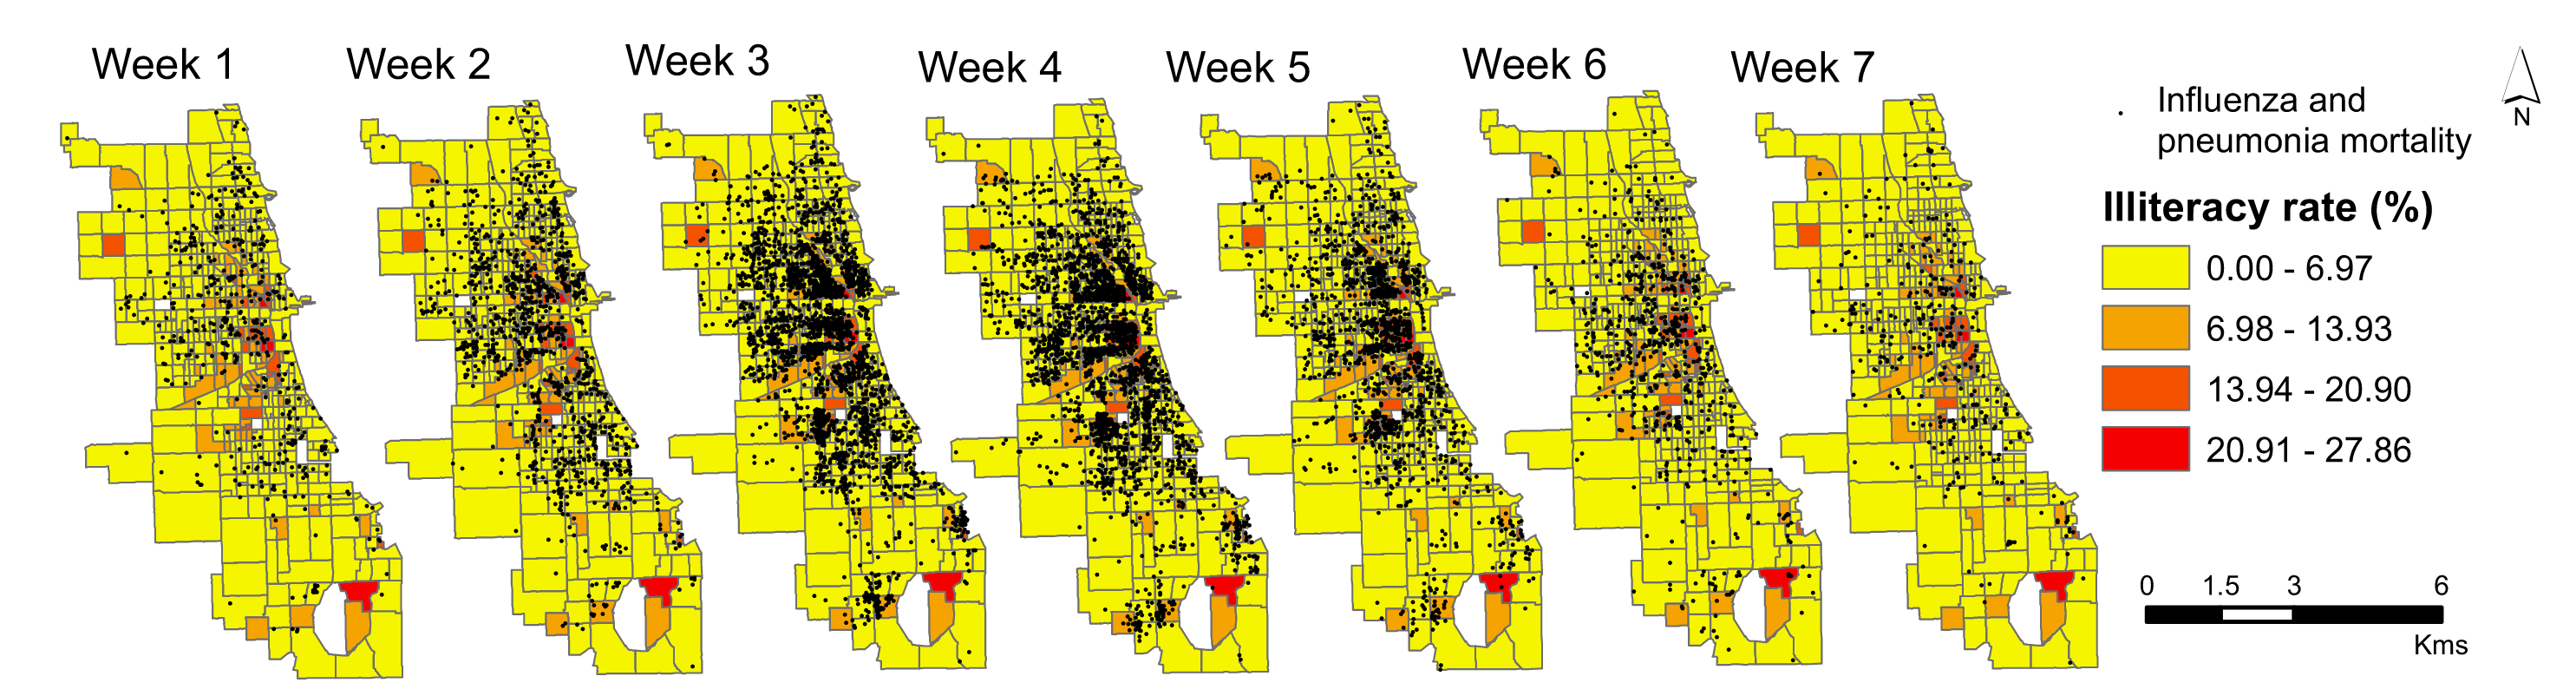 Week 1
Week 2
Week 3
Week 4
Week 5
Week 6
Week 7
Influenza and
pneumonia mortality
N
Illiteracy rate (%)
0.00 - 6.97
6.98 - 13.93
13.94 - 20.90
20.91 - 27.86
0 1.5 3 6
Kms